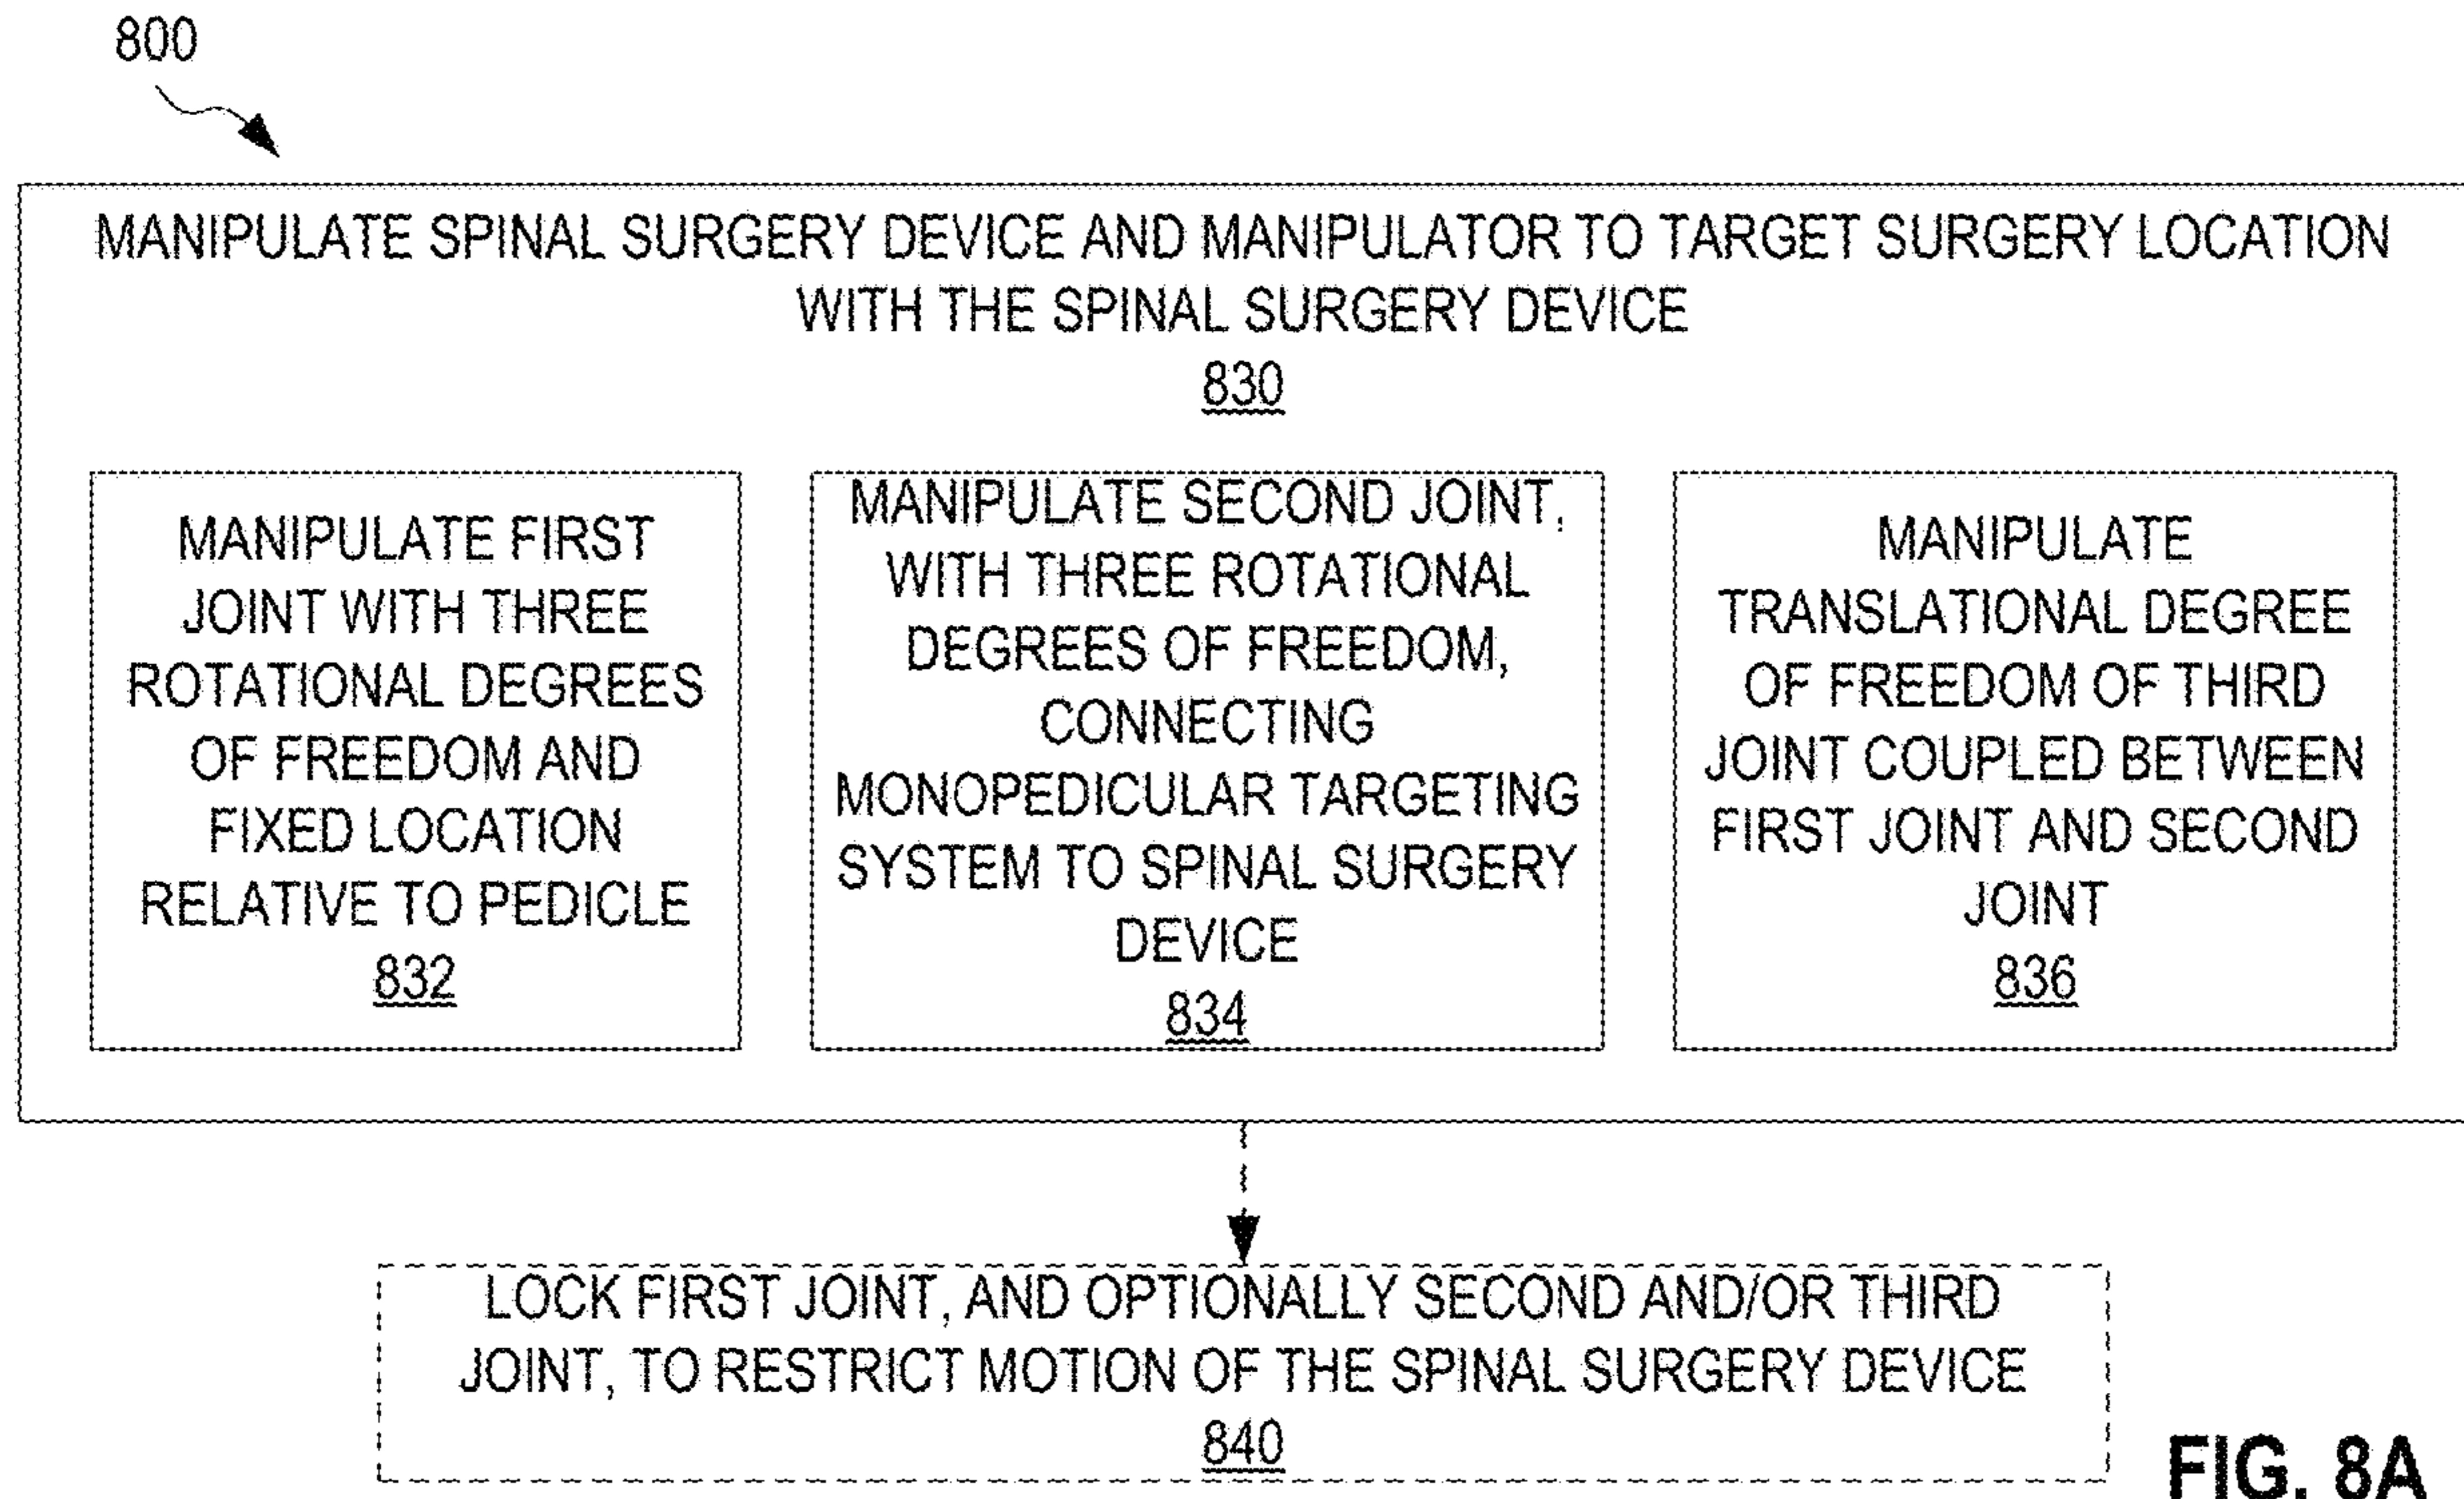 800
MANIPULATE SPINAL SURGERY DEVICE AND MANIPULATOR TO TARGET SURGERY LOCATION
WITH THE SPINAL SURGERY DEVICE
830
MANIPULATE FIRST
JOINT WITH THREE
ROTATIONAL DEGREES
OF FREEDOM AND
FIXED LOCATION
RELATIVE TO PEDICLE
832
MANIPULATE SECOND JOINT,
WITH THREE ROTATIONAL
DEGREES OF FREEDOM,
CONNECTING
MONOPEDICULAR TARGETING
SYSTEM TO SPINAL SURGERY
DEVICE
834
MANIPULATE
TRANSLATIONAL DEGREE
OF FREEDOM OF THIRD
JOINT COUPLED BETWEEN
FIRST JOINT AND SECOND
JOINT
836
LOCK FIRST JOINT, AND OPTIONALLY SECOND AND/OR THIRD
JOINT, TO RESTRICT MOTION OF THE SPINAL SURGERY DEVICE
840
FIG. 8A